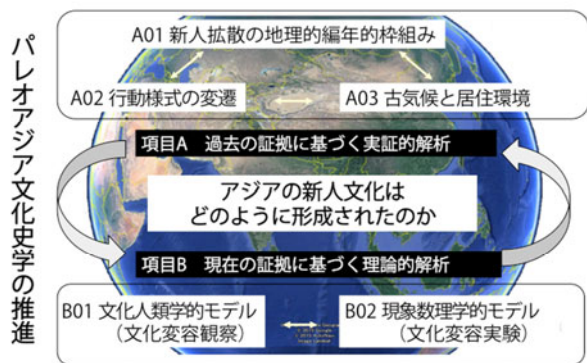 パレオアジア文化史学の推進
A01 新人拡散の地理的編年的枠組み
A02 行動様式の変遷
A03 古気候と居住環境
項目A 過去の証拠に基づく実証的解析
アジアの新人文化は
どのように形成されたのか
項目B 現在の証拠に基づく理論的解析
B01 文化人類学的モデル
（文化変容観察）
B02 現象数理学的モデル
（文化変容実験）